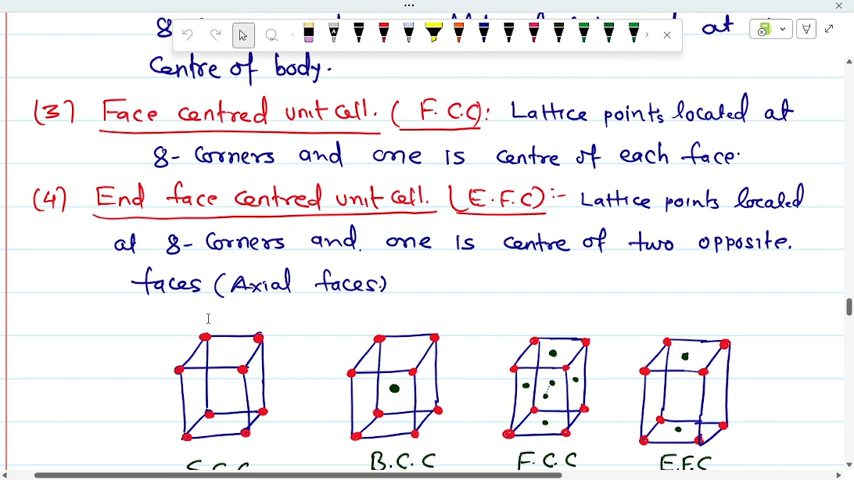 8
at
Centre of body.
(3) Face centred unit cell. (F.C.C): Lattice points located at
8- Corners and one is centre of each face.
(4) End face centred unit cell. (E.F.C):- Lattice points located
at 8- Corners and one is centre of two opposite.
faces (Axial faces)
S.C.C B.C.C F.C.C E.F.C